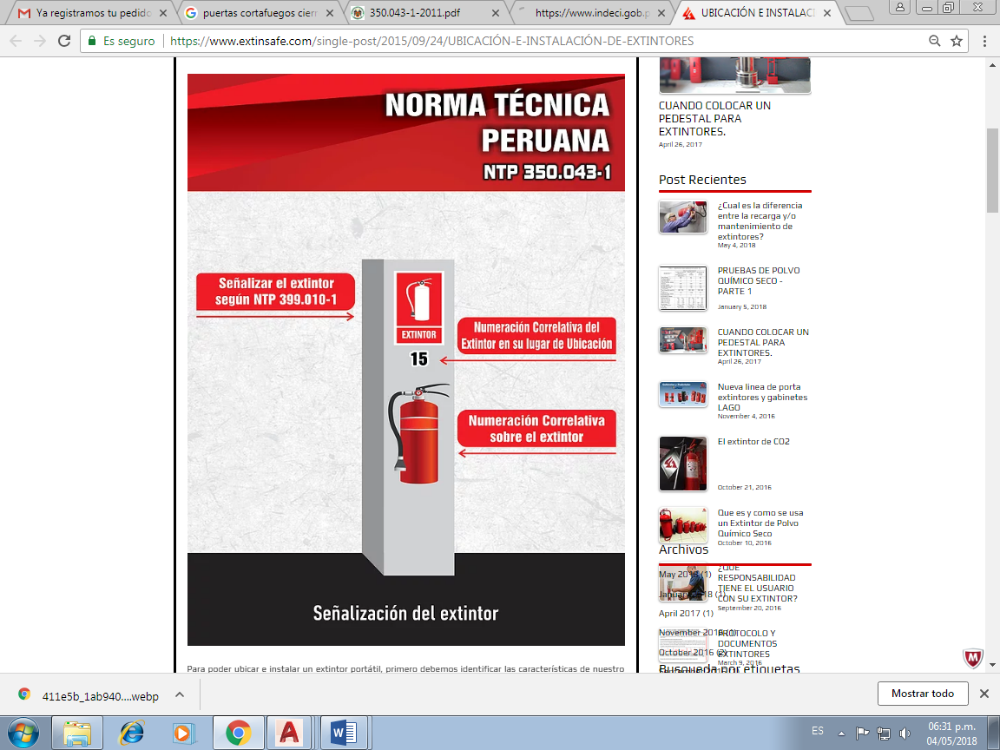 Ya registramos tu pedido
puertas cortafuegos cierr
350.043-1-2011.pdf
https://www.indeci.gob.p
UBICACIÓN E INSTALACI
Es seguro
https://www.extinsafe.com/single-post/2015/09/24/UBICACIÓN-E-INSTALACIÓN-DE-EXTINTORES
NORMA TÉCNICA
PERUANA
NTP 350.043-1
Señalizar el extintor
según NTP 399.010-1
EXTINTOR
15
Numeración Correlativa del
Extintor en su lugar de Ubicación
Numeración Correlativa
sobre el extintor
Señalización del extintor
Para poder ubicar e instalar un extintor portátil, primero debemos identificar las características de nuestro
CUANDO COLOCAR UN
PEDESTAL PARA
EXTINTORES.
April 26, 2017
Post Recientes
¿Cual es la diferencia
entre la recarga y/o
mantenimiento de
extintores?
May 4, 2018
PRUEBAS DE POLVO
QUÍMICO SECO -
PARTE 1
January 5, 2018
CUANDO COLOCAR UN
PEDESTAL PARA
EXTINTORES.
April 26, 2017
Nueva linea de porta
extintores y gabinetes
LAGO
November 4, 2016
El extintor de CO2
October 21, 2016
Que es y como se usa
un Extintor de Polvo
Químico Seco
October 10, 2016
Archivos
¿QUE
RESPONSABILIDAD
TIENE EL USUARIO
CON SU EXTINTOR?
September 20, 2016
May 2018 (1)
January 2018 (1)
April 2017 (1)
November 2016 (1)
October 2016 (2)
PROTOCOLO Y
DOCUMENTOS
EXTINTORES
March 9, 2016
Busqueda por etiquetas
411e5b_1ab940....webp
Mostrar todo
ES
06:31 p.m.
04/05/2018